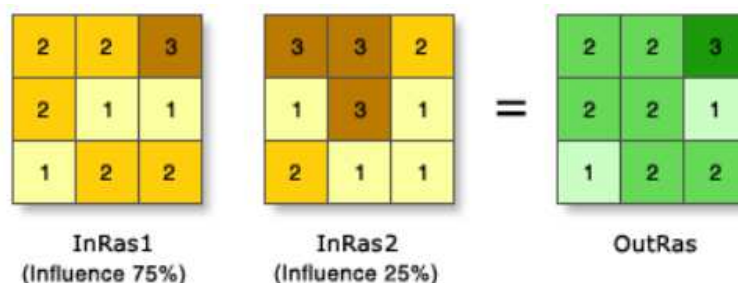 2 2 3 3 3 2 2 2 3
2 1 1 1 3 1 = 2 2 1
1 2 2 2 1 1 1 2 2
InRas1 InRas2 OutRas
(Influence 75%) (Influence 25%)